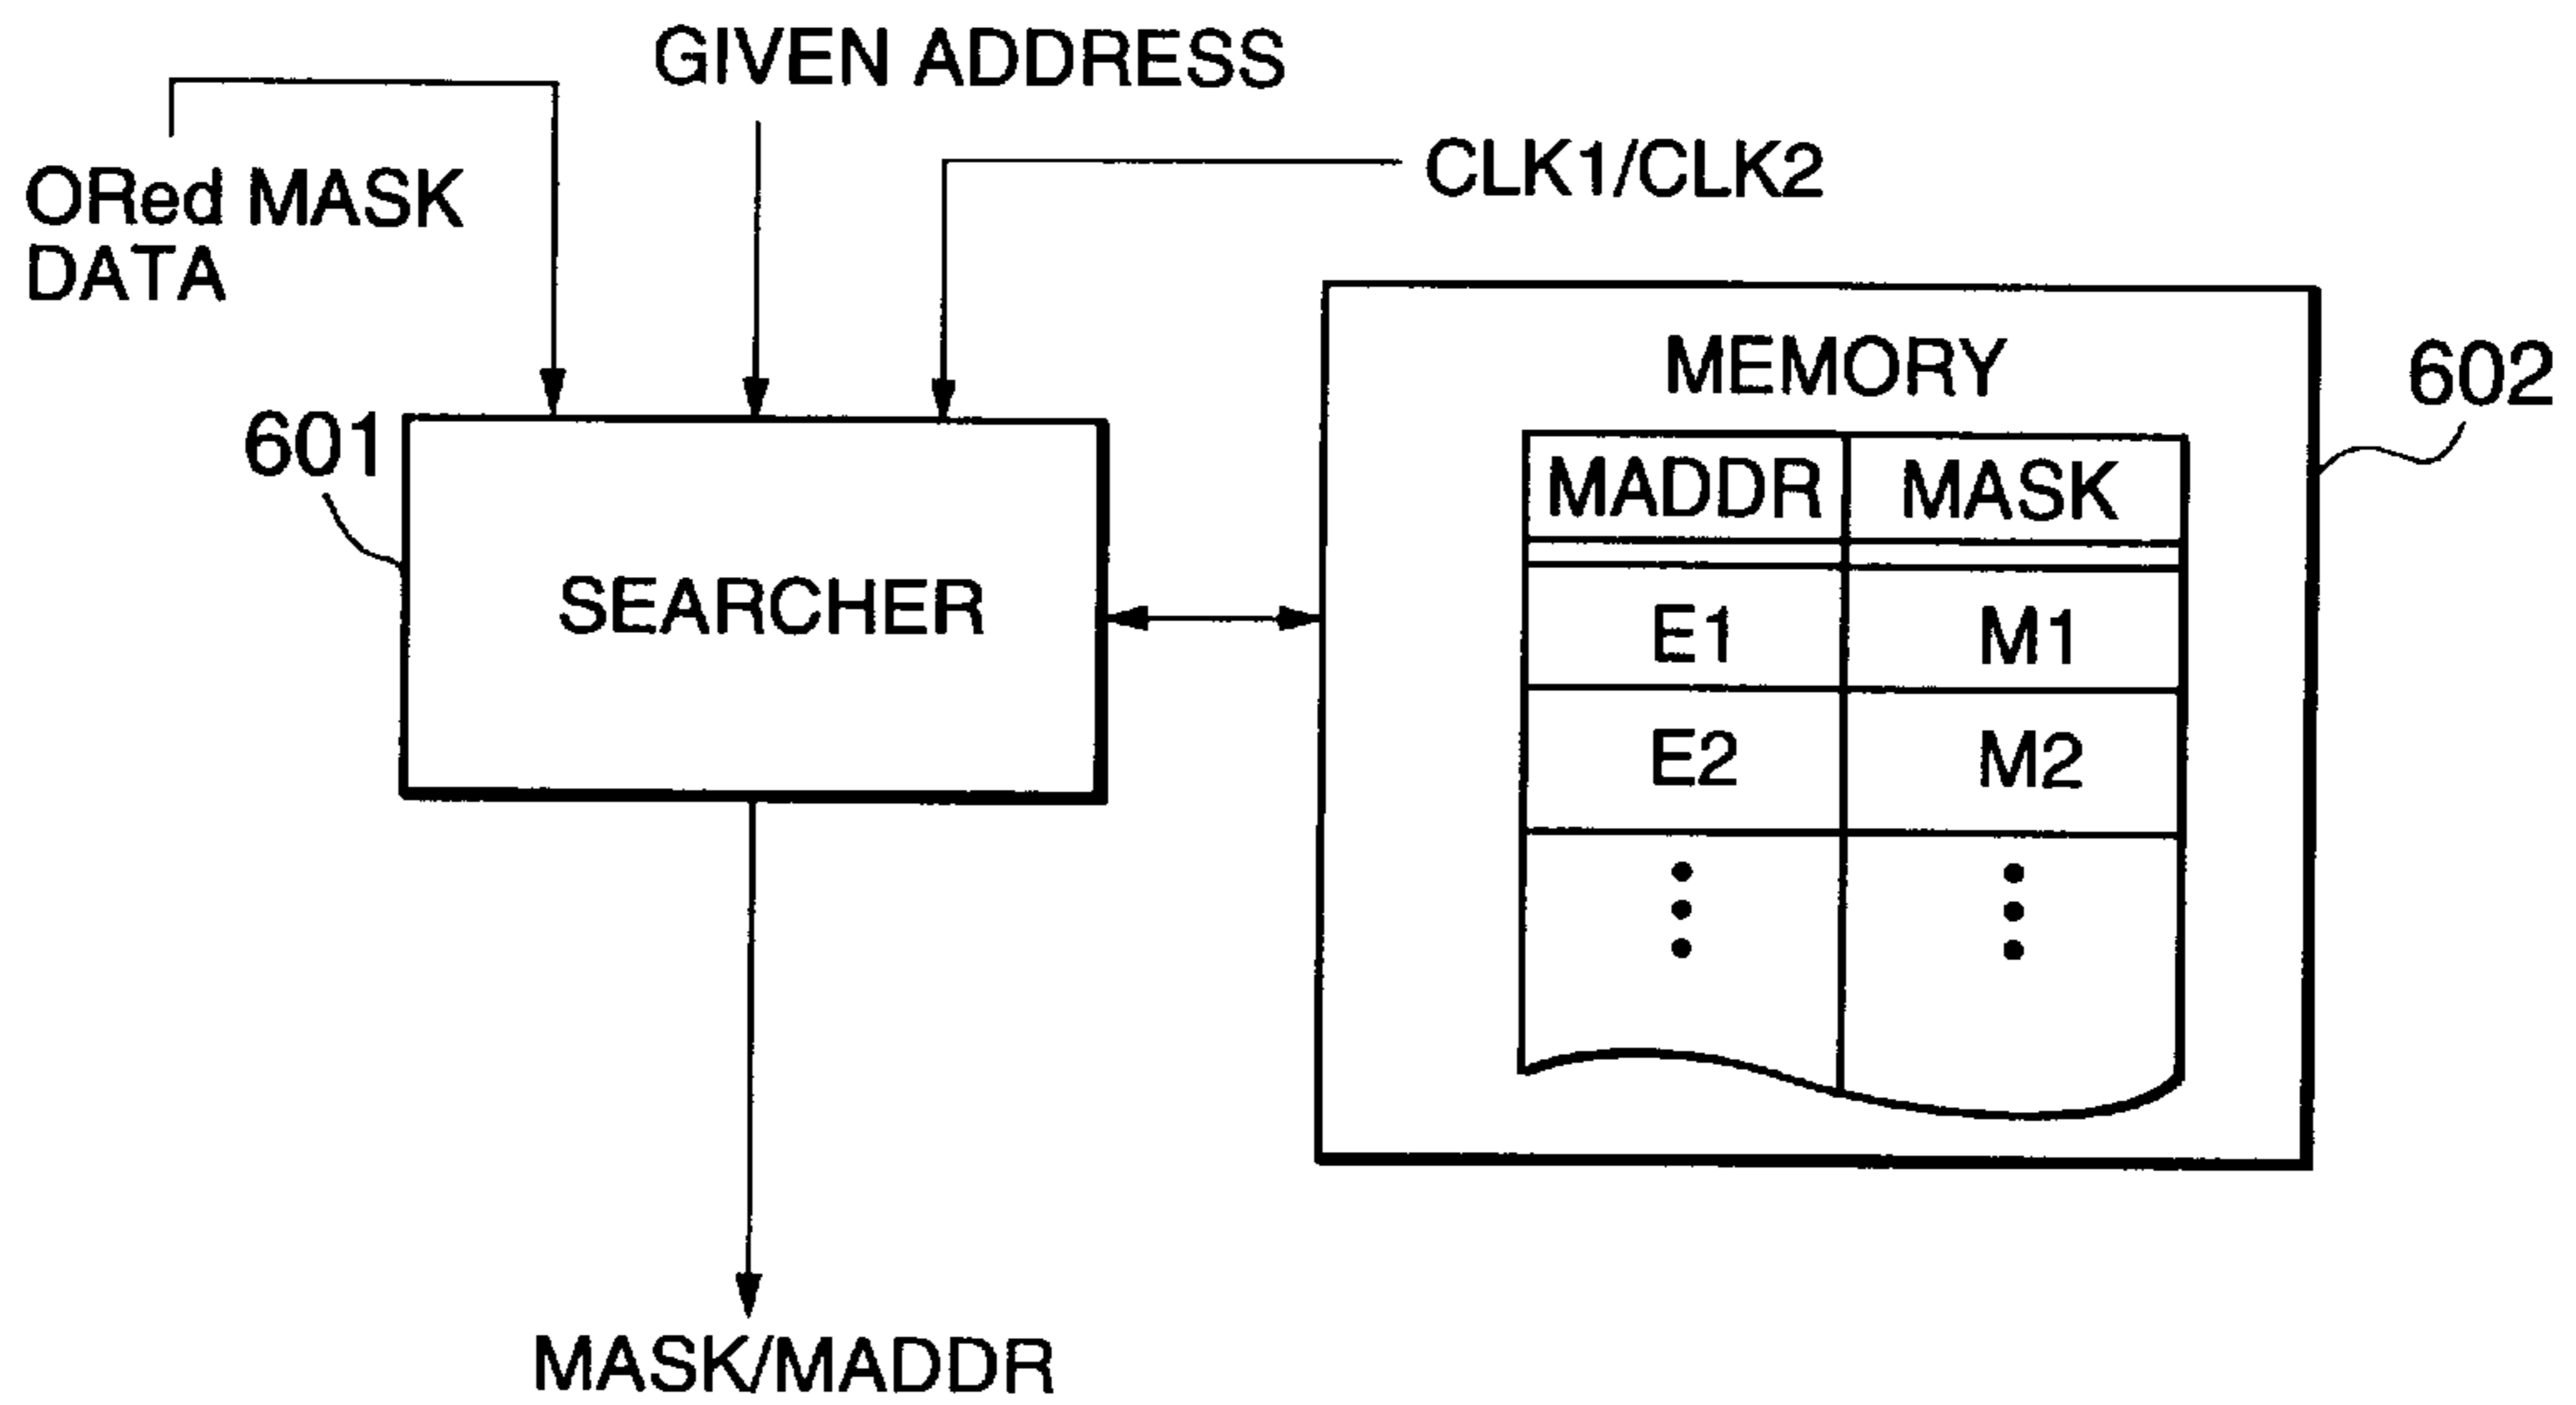 GIVEN ADDRESS
ORed MASK
DATA
CLK1/CLK2
601
SEARCHER
MEMORY
602
MADDR MASK
E1 M1
E2 M2
MASK/MADDR